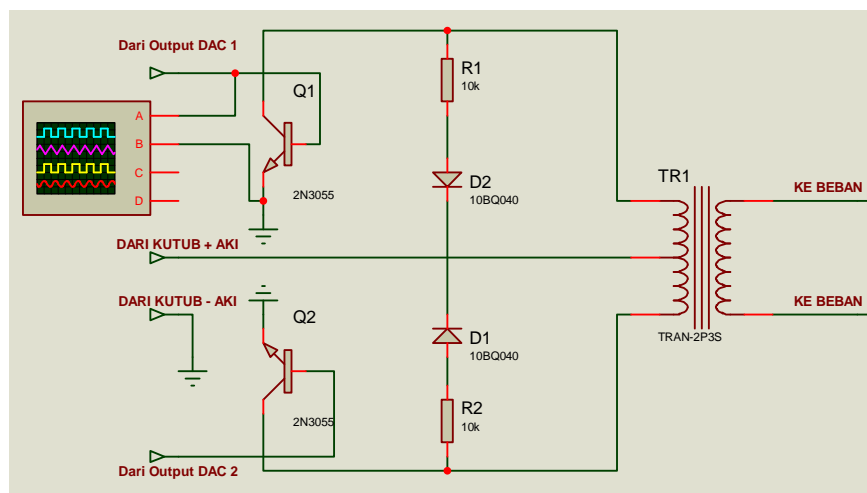 Dari Output DAC 1
R1
10k
Q1
A
B
C
D
2N3055
D2
10BQ040
TR1
KE BEBAN
DARI KUTUB + AKI
DARI KUTUB - AKI
Q2
D1
10BQ040
KE BEBAN
TRAN-2P3S
2N3055
R2
10k
Dari Output DAC 2